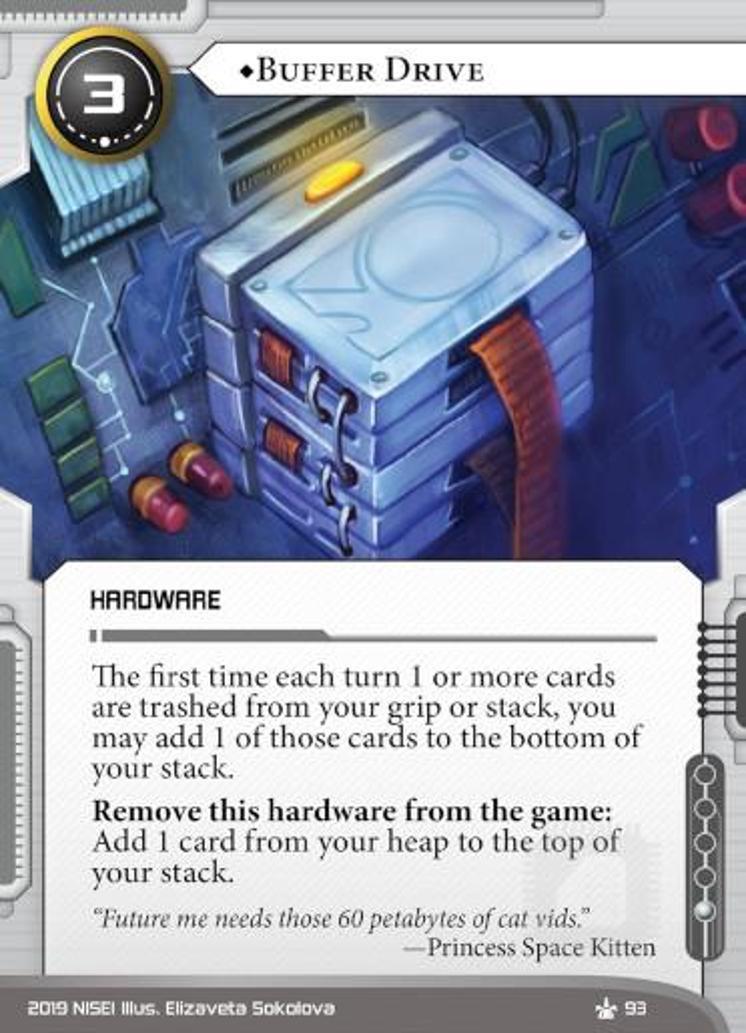 3
◆BUFFER DRIVE
HARDWARE
The first time each turn 1 or more cards
are trashed from your grip or stack, you
may add 1 of those cards to the bottom of
your stack.
Remove this hardware from the game:
Add 1 card from your heap to the top of
your stack.
“Future me needs those 60 petabytes of cat vids.”
—Princess Space Kitten
2019 NISEI Illus. Elizaveta Sokolova
93